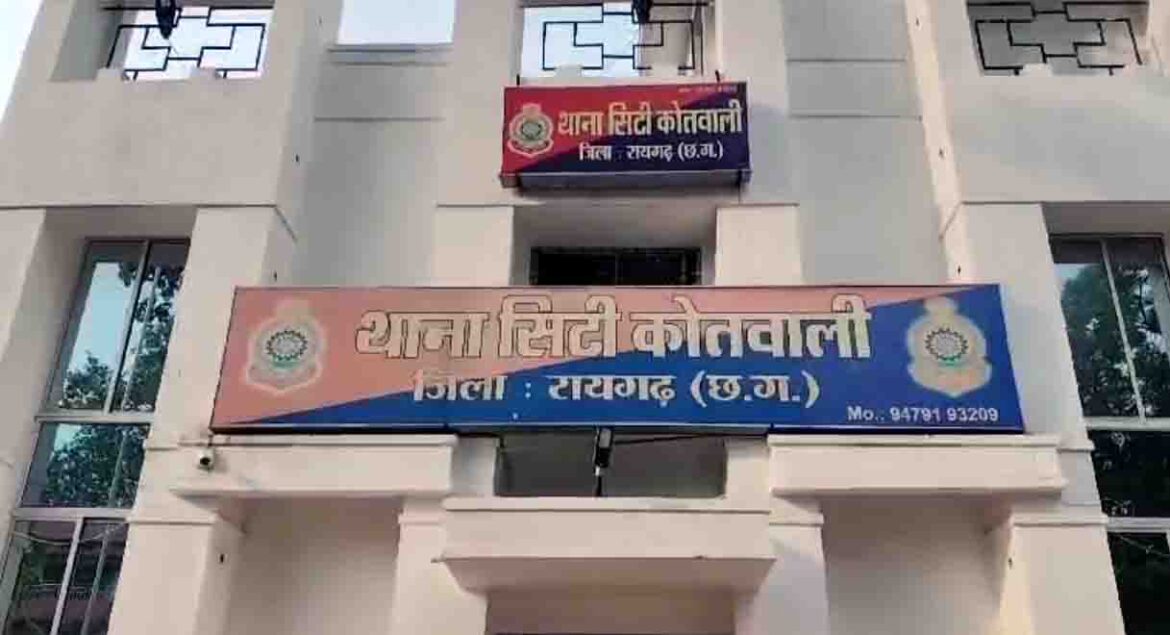 थाना सिटी कोतवाली
जिला : रायगढ़ (छ.ग.)
थाना सिटी कोतवाली
जिला : रायगढ़ (छ.ग.)
Mo.. 94791 93209